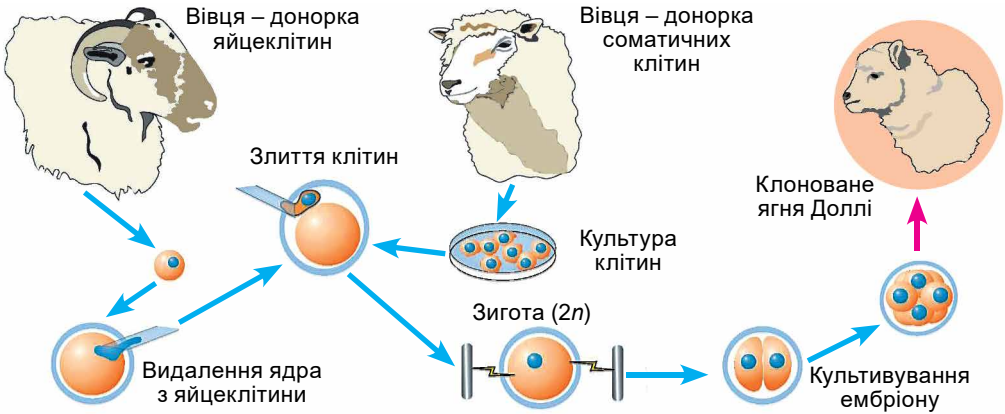 Вівця – донорка
яйцеклітин
Вівця – донорка
соматичних
клітин
Злиття клітин
Клоноване
ягня Доллі
Культура
клітин
Зигота (2n)
Видалення ядра
з яйцеклітини
Культивування
ембріону